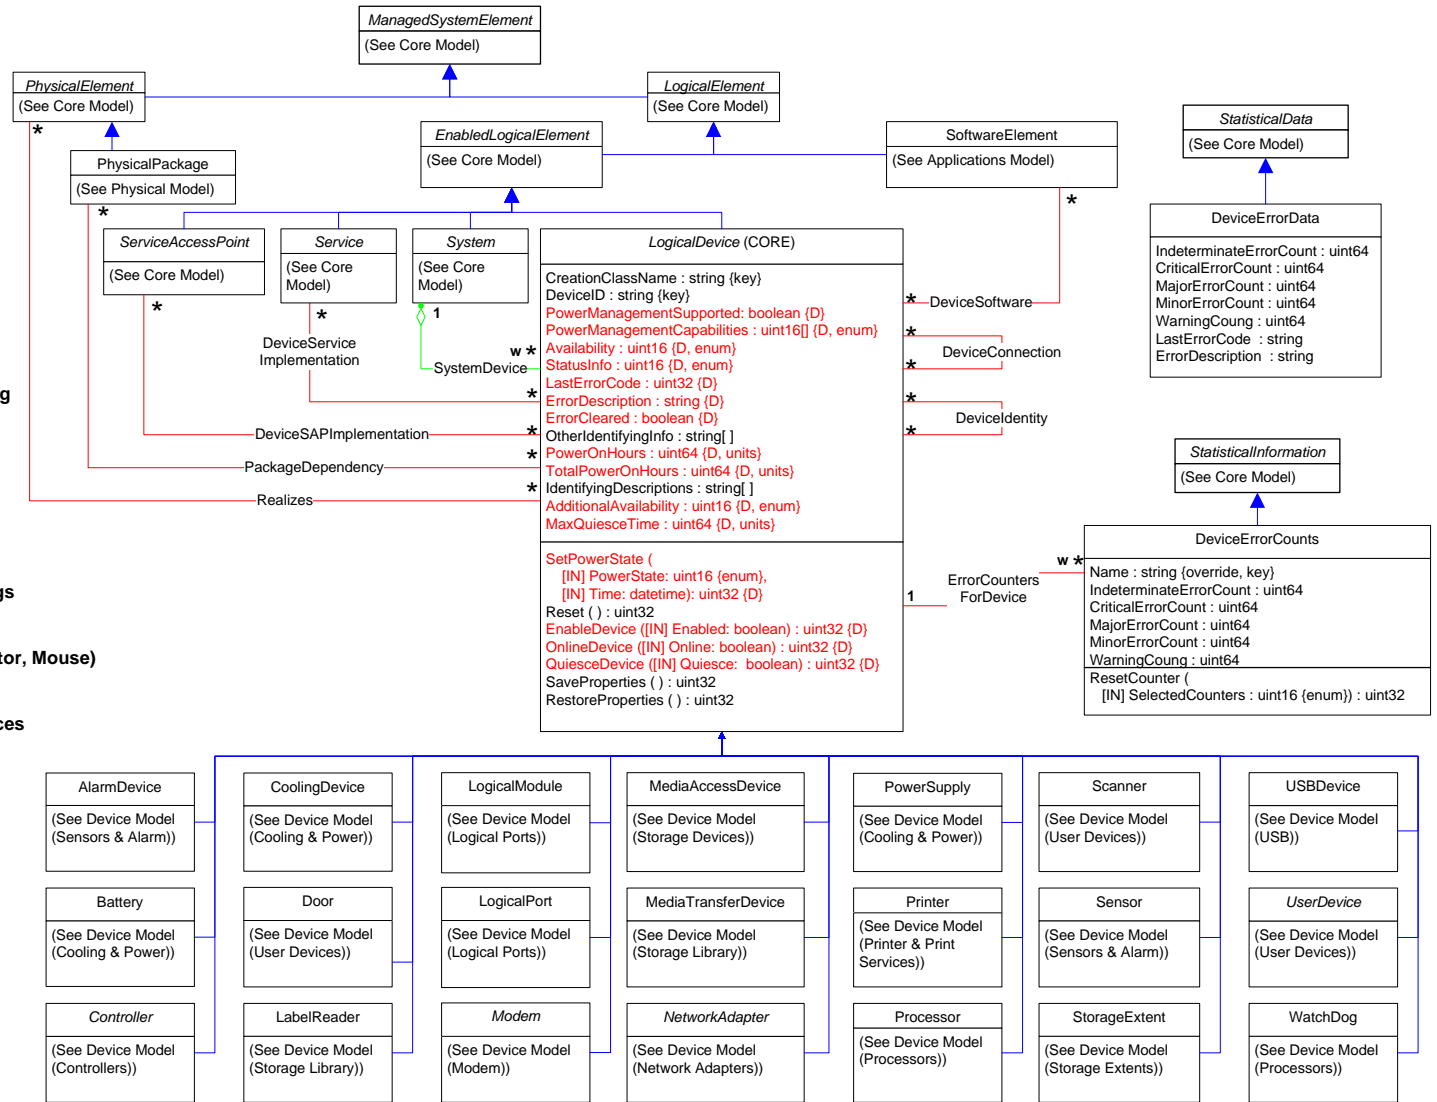 ManagedSystemElement
(See Core Model)
PhysicalElement
(See Core Model)
*
LogicalElement
(See Core Model)
EnabledLogicalElement
(See Core Model)
SoftwareElement
(See Applications Model)
*
StatisticalData
(See Core Model)
PhysicalPackage
(See Physical Model)
*
ServiceAccessPoint
(See Core Model)
*
Service
(See Core
Model)
*
System
(See Core
Model)
1
DeviceService
Implementation
w *
SystemDevice
*
DeviceSAPImplementation
*
PackageDependency
*
Realizes
*
LogicalDevice (CORE)
CreationClassName : string {key}
DeviceID : string {key}
PowerManagementSupported: boolean {D}
PowerManagementCapabilities : uint16[] {D, enum}
Availability : uint16 {D, enum}
StatusInfo : uint16 {D, enum}
LastErrorCode : uint32 {D}
ErrorDescription : string {D}
ErrorCleared : boolean {D}
OtherIdentifyingInfo : string[ ]
PowerOnHours : uint64 {D, units}
TotalPowerOnHours : uint64 {D, units}
IdentifyingDescriptions : string[ ]
AdditionalAvailability : uint16 {D, enum}
MaxQuiesceTime : uint64 {D, units}
SetPowerState (
[IN] PowerState: uint16 {enum},
[IN] Time: datetime): uint32 {D}
Reset ( ) : uint32
EnableDevice ([IN] Enabled: boolean) : uint32 {D}
OnlineDevice ([IN] Online: boolean) : uint32 {D}
QuiesceDevice ([IN] Quiesce: boolean) : uint32 {D}
SaveProperties ( ) : uint32
RestoreProperties ( ) : uint32
* DeviceSoftware
*
DeviceConnection
*
*
DeviceIdentity
*
DeviceErrorData
IndeterminateErrorCount : uint64
CriticalErrorCount : uint64
MajorErrorCount : uint64
MinorErrorCount : uint64
WarningCoung : uint64
LastErrorCode : string
ErrorDescription : string
StatisticalInformation
(See Core Model)
1
ErrorCounters
ForDevice
w *
DeviceErrorCounts
Name : string {override, key}
IndeterminateErrorCount : uint64
CriticalErrorCount : uint64
MajorErrorCount : uint64
MinorErrorCount : uint64
WarningCoung : uint64
ResetCounter (
[IN] SelectedCounters : uint16 {enum}) : uint32
g
gs
tor, Mouse)
ces
AlarmDevice
(See Device Model
(Sensors & Alarm))
CoolingDevice
(See Device Model
(Cooling & Power))
LogicalModule
(See Device Model
(Logical Ports))
MediaAccessDevice
(See Device Model
(Storage Devices))
PowerSupply
(See Device Model
(Cooling & Power))
Scanner
(See Device Model
(User Devices))
USBDevice
(See Device Model
(USB))
Battery
(See Device Model
(Cooling & Power))
Door
(See Device Model
(User Devices))
LogicalPort
(See Device Model
(Logical Ports))
MediaTransferDevice
(See Device Model
(Storage Library))
Printer
(See Device Model
(Printer & Print
Services))
Sensor
(See Device Model
(Sensors & Alarm))
UserDevice
(See Device Model
(User Devices))
Controller
(See Device Model
(Controllers))
LabelReader
(See Device Model
(Storage Library))
Modem
(See Device Model
(Modem))
NetworkAdapter
(See Device Model
(Network Adapters))
Processor
(See Device Model
(Processors))
StorageExtent
(See Device Model
(Storage Extents))
WatchDog
(See Device Model
(Processors))